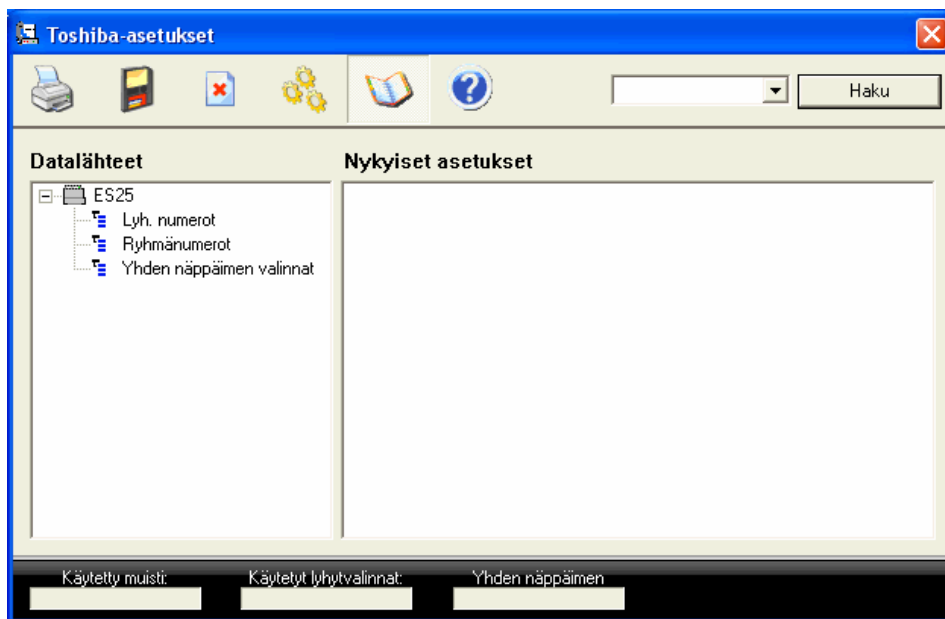 Toshiba-asetukset
Haku
Datalähteet
Nykyiset asetukset
ES25
Lyh. numerot
Ryhmänumerot
Yhden näppäimen valinnat
Käytetty muisti:
Käytetyt lyhytvalinnat:
Yhden näppäimen